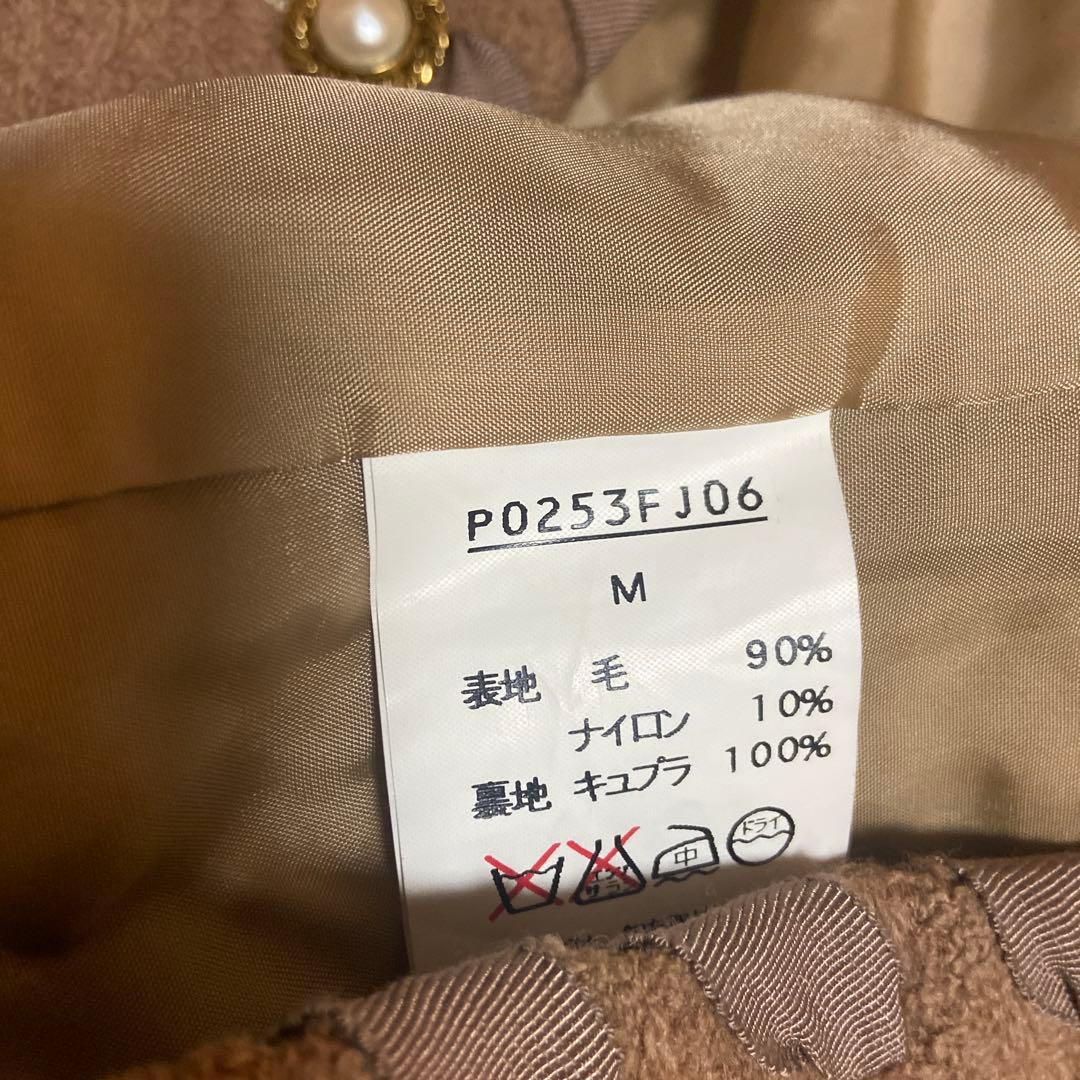 P0253FJ06
M
表地 毛 90%
ナイロン 10%
裏地 キュプラ 100%
中 ドライ